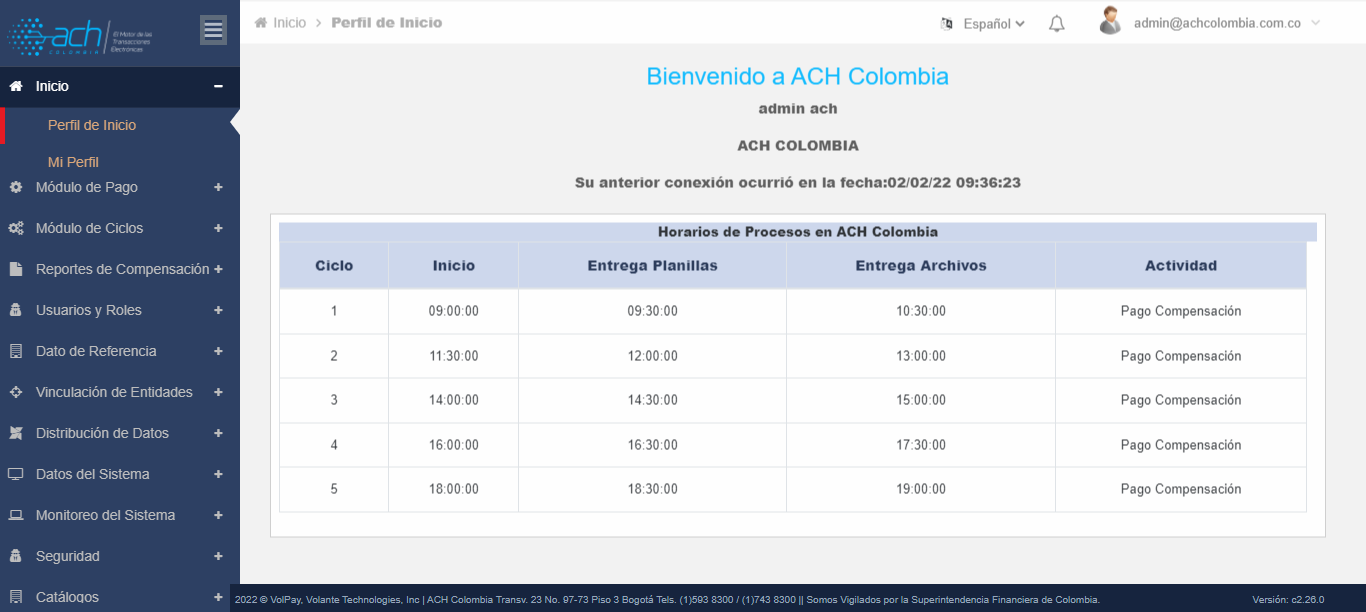 ach
COLOMBIA
El Motor de las
Transacciones
Electrónicas
Inicio > Perfil de Inicio
Español
admin@achcolombia.com.co
Inicio
Perfil de Inicio
Mi Perfil
Módulo de Pago +
Módulo de Ciclos +
Reportes de Compensación +
Usuarios y Roles +
Dato de Referencia +
Vinculación de Entidades +
Distribución de Datos +
Datos del Sistema +
Monitoreo del Sistema +
Seguridad +
Catálogos +
Bienvenido a ACH Colombia
admin ach
ACH COLOMBIA
Su anterior conexión ocurrió en la fecha:02/02/22 09:36:23
Horarios de Procesos en ACH Colombia
Ciclo Inicio Entrega Planillas Entrega Archivos Actividad
1 09:00:00 09:30:00 10:30:00 Pago Compensación
2 11:30:00 12:00:00 13:00:00 Pago Compensación
3 14:00:00 14:30:00 15:00:00 Pago Compensación
4 16:00:00 16:30:00 17:30:00 Pago Compensación
5 18:00:00 18:30:00 19:00:00 Pago Compensación
2022 © VolPay, Volante Technologies, Inc | ACH Colombia Transv. 23 No. 97-73 Piso 3 Bogotá Tels. (1)593 8300 / (1)743 8300 || Somos Vigilados por la Superintendencia Financiera de Colombia. Versión: c2.26.0